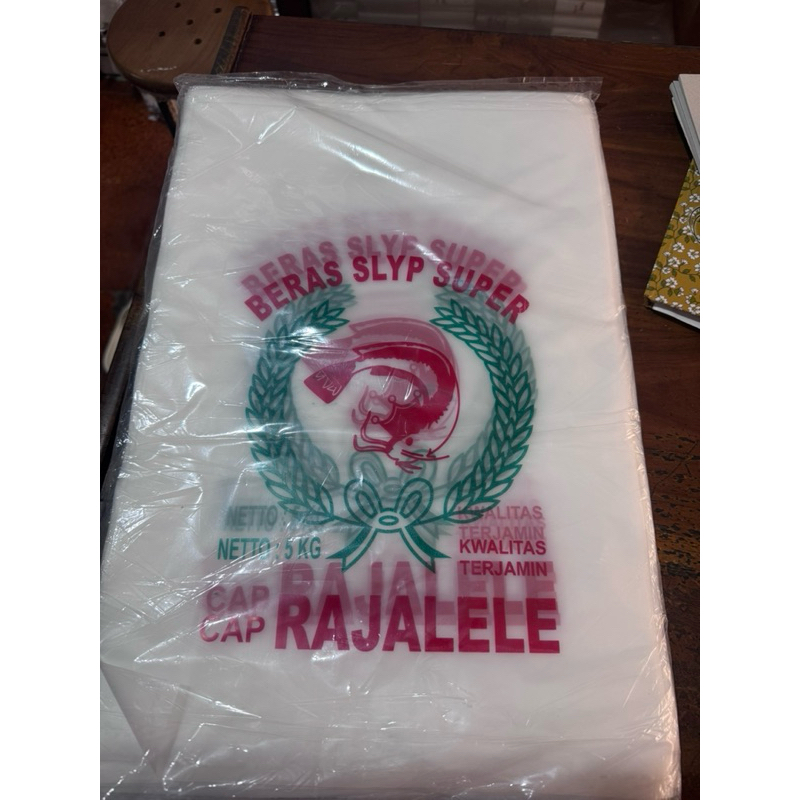 BERAS SLYP SUPER
NETTO : 5 KG
KWALITAS
TERJAMIN
CAP RAJALELE